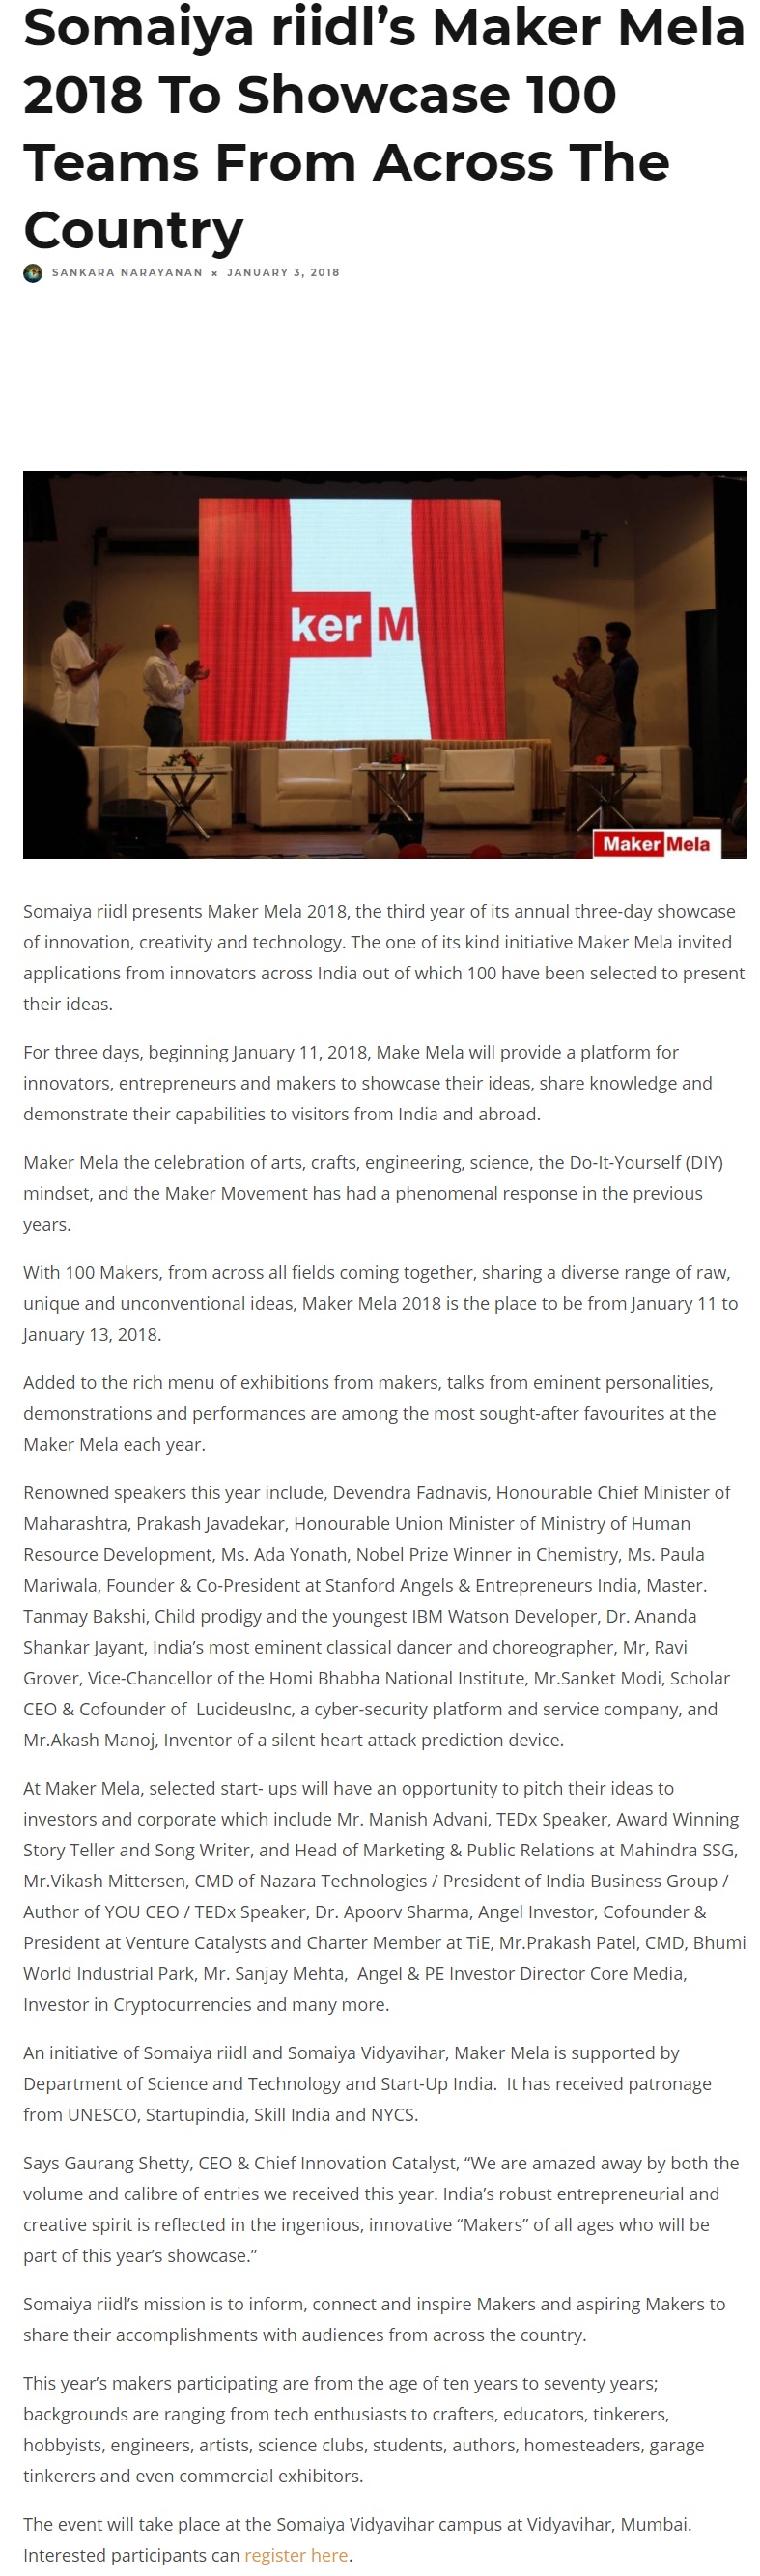 Somaiya riidl’s Maker Mela
2018 To Showcase 100
Teams From Across The
Country
SANKARA NARAYANAN × JANUARY 3, 2018
ker M
Maker Mela
Somaiya riidl presents Maker Mela 2018, the third year of its annual three-day showcase
of innovation, creativity and technology. The one of its kind initiative Maker Mela invited
applications from innovators across India out of which 100 have been selected to present
their ideas.
For three days, beginning January 11, 2018, Make Mela will provide a platform for
innovators, entrepreneurs and makers to showcase their ideas, share knowledge and
demonstrate their capabilities to visitors from India and abroad.
Maker Mela the celebration of arts, crafts, engineering, science, the Do-It-Yourself (DIY)
mindset, and the Maker Movement has had a phenomenal response in the previous
years.
With 100 Makers, from across all fields coming together, sharing a diverse range of raw,
unique and unconventional ideas, Maker Mela 2018 is the place to be from January 11 to
January 13, 2018.
Added to the rich menu of exhibitions from makers, talks from eminent personalities,
demonstrations and performances are among the most sought-after favourites at the
Maker Mela each year.
Renowned speakers this year include, Devendra Fadnavis, Honourable Chief Minister of
Maharashtra, Prakash Javadekar, Honourable Union Minister of Ministry of Human
Resource Development, Ms. Ada Yonath, Nobel Prize Winner in Chemistry, Ms. Paula
Mariwala, Founder & Co-President at Stanford Angels & Entrepreneurs India, Master.
Tanmay Bakshi, Child prodigy and the youngest IBM Watson Developer, Dr. Ananda
Shankar Jayant, India’s most eminent classical dancer and choreographer, Mr, Ravi
Grover, Vice-Chancellor of the Homi Bhabha National Institute, Mr.Sanket Modi, Scholar
CEO & Cofounder of  LucideusInc, a cyber-security platform and service company, and
Mr.Akash Manoj, Inventor of a silent heart attack prediction device.
At Maker Mela, selected start- ups will have an opportunity to pitch their ideas to
investors and corporate which include Mr. Manish Advani, TEDx Speaker, Award Winning
Story Teller and Song Writer, and Head of Marketing & Public Relations at Mahindra SSG,
Mr.Vikash Mittersen, CMD of Nazara Technologies / President of India Business Group /
Author of YOU CEO / TEDx Speaker, Dr. Apoorv Sharma, Angel Investor, Cofounder &
President at Venture Catalysts and Charter Member at TiE, Mr.Prakash Patel, CMD, Bhumi
World Industrial Park, Mr. Sanjay Mehta,  Angel & PE Investor Director Core Media,
Investor in Cryptocurrencies and many more.
An initiative of Somaiya riidl and Somaiya Vidyavihar, Maker Mela is supported by
Department of Science and Technology and Start-Up India.  It has received patronage
from UNESCO, Startupindia, Skill India and NYCS.
Says Gaurang Shetty, CEO & Chief Innovation Catalyst, “We are amazed away by both the
volume and calibre of entries we received this year. India’s robust entrepreneurial and
creative spirit is reflected in the ingenious, innovative “Makers” of all ages who will be
part of this year’s showcase.”
Somaiya riidl’s mission is to inform, connect and inspire Makers and aspiring Makers to
share their accomplishments with audiences from across the country.
This year’s makers participating are from the age of ten years to seventy years;
backgrounds are ranging from tech enthusiasts to crafters, educators, tinkerers,
hobbyists, engineers, artists, science clubs, students, authors, homesteaders, garage
tinkerers and even commercial exhibitors.
The event will take place at the Somaiya Vidyavihar campus at Vidyavihar, Mumbai.
Interested participants can register here.